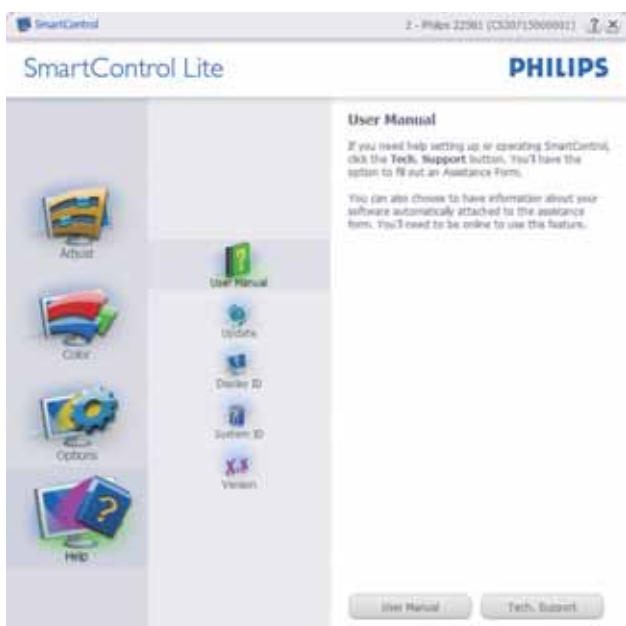 SmartControl
2 - Philips
SmartControl Lite
PHILIPS
User Manual
If you need help setting up or operating SmartControl,
click the Tech. Support button. You'll have the
option to fill out an Assistance Form.
You can also choose to have information about your
software automatically attached to the assistance
form. You'll need to be online to use this feature.
Adjust
Color
Options
Help
User Manual
Update
Display ID
System ID
X.X
Version
User Manual
Tech. Support